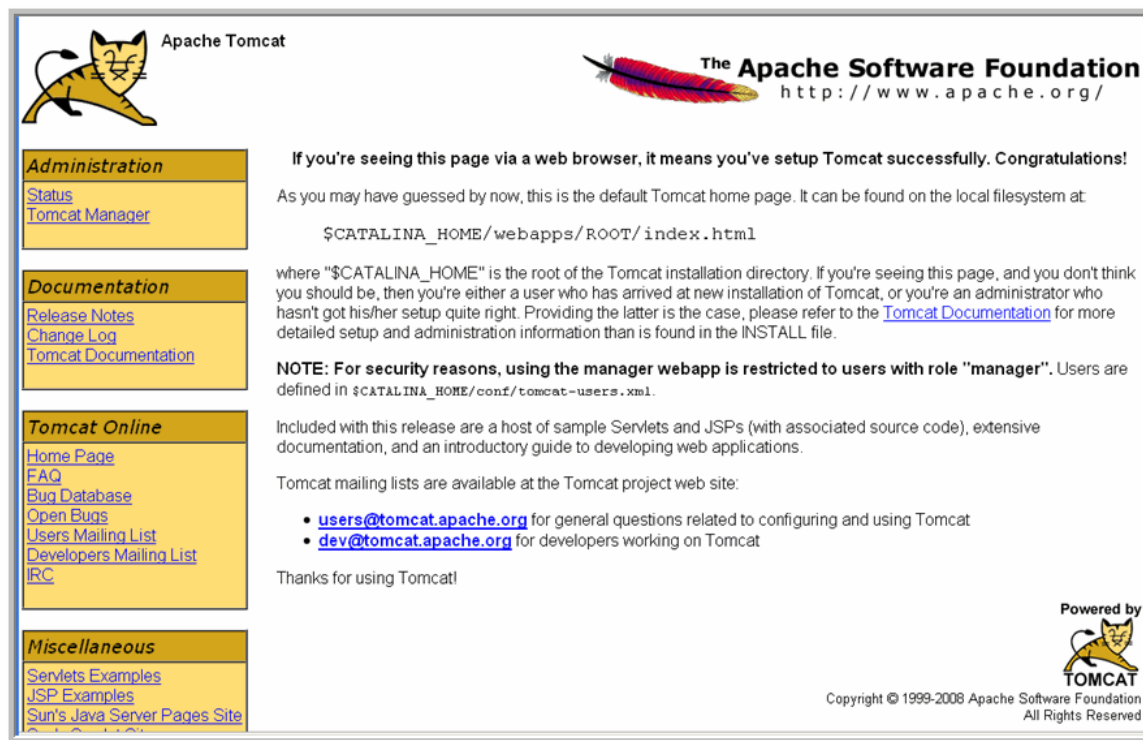 Apache Tomcat
The Apache Software Foundation
http://www.apache.org/
Administration
Status
Tomcat Manager
Documentation
Release Notes
Change Log
Tomcat Documentation
Tomcat Online
Home Page
FAQ
Bug Database
Open Bugs
Users Mailing List
Developers Mailing List
IRC
Miscellaneous
Servlets Examples
JSP Examples
Sun's Java Server Pages Site
If you're seeing this page via a web browser, it means you've setup Tomcat successfully. Congratulations!
As you may have guessed by now, this is the default Tomcat home page. It can be found on the local filesystem at:
$CATALINA_HOME/webapps/ROOT/index.html
where "$CATALINA_HOME" is the root of the Tomcat installation directory. If you're seeing this page, and you don't think
you should be, then you're either a user who has arrived at new installation of Tomcat, or you're an administrator who
hasn't got his/her setup quite right. Providing the latter is the case, please refer to the Tomcat Documentation for more
detailed setup and administration information than is found in the INSTALL file.
NOTE: For security reasons, using the manager webapp is restricted to users with role "manager". Users are
defined in $CATALINA_HOME/conf/tomcat-users.xml.
Included with this release are a host of sample Servlets and JSPs (with associated source code), extensive
documentation, and an introductory guide to developing web applications.
Tomcat mailing lists are available at the Tomcat project web site:
• users@tomcat.apache.org for general questions related to configuring and using Tomcat
• dev@tomcat.apache.org for developers working on Tomcat
Thanks for using Tomcat!
Powered by
TOMCAT
Copyright © 1999-2008 Apache Software Foundation
All Rights Reserved